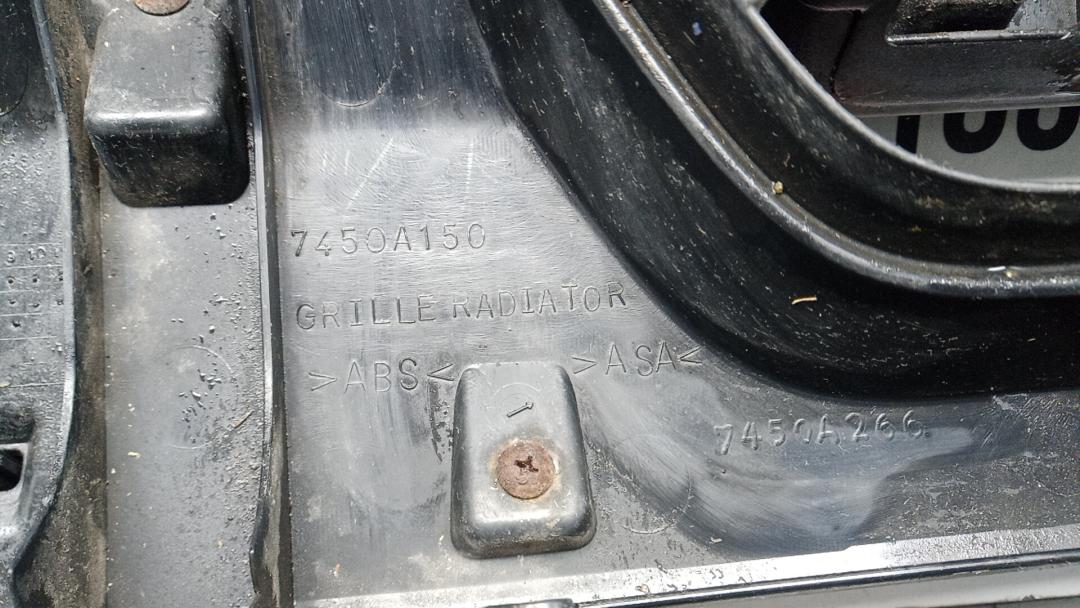 7450A150
GRILLE RADIATOR
>ABS< >ASA<
7450A266